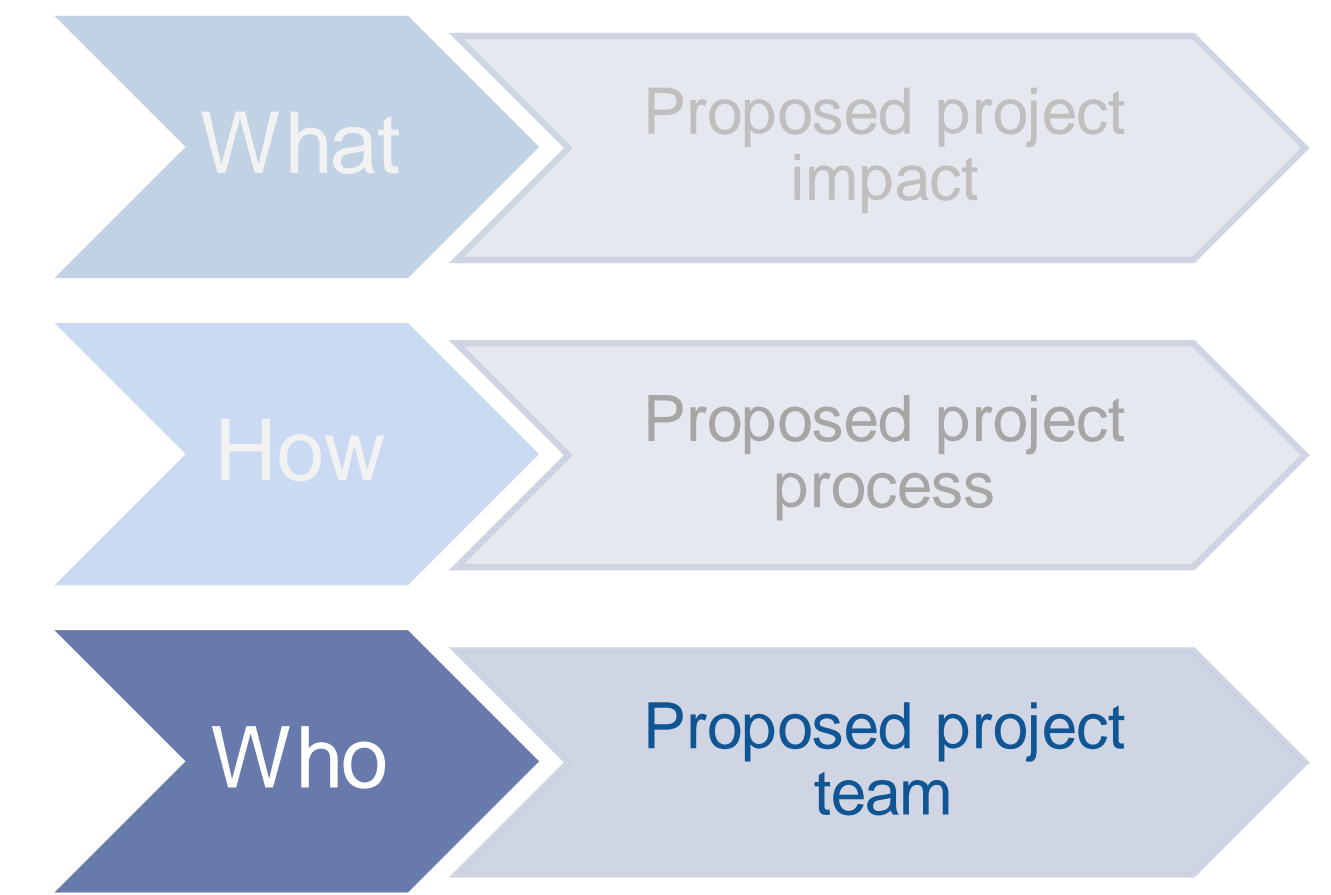 What
Proposed project
impact
How
Proposed project
process
Who
Proposed project
team